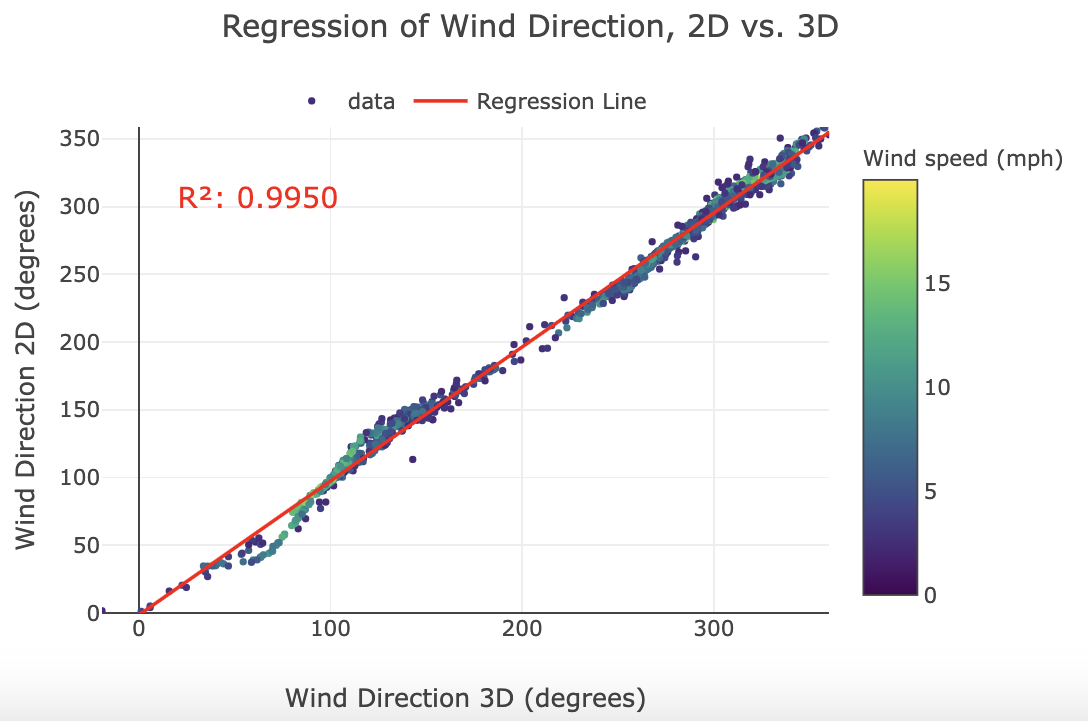 Regression of Wind Direction, 2D vs. 3D
data
Regression Line
Wind speed (mph)
R²: 0.9950
Wind Direction 2D (degrees)
350
300
250
200
150
100
50
0
0
100
200
300
Wind Direction 3D (degrees)
15
10
5
0